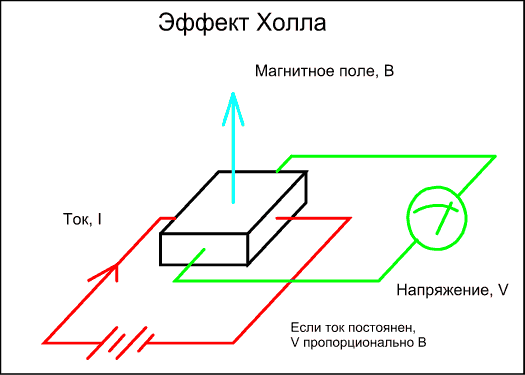 Эффект Холла
Магнитное поле, B
Ток, I
Напряжение, V
Если ток постоянен,
V пропорционально B